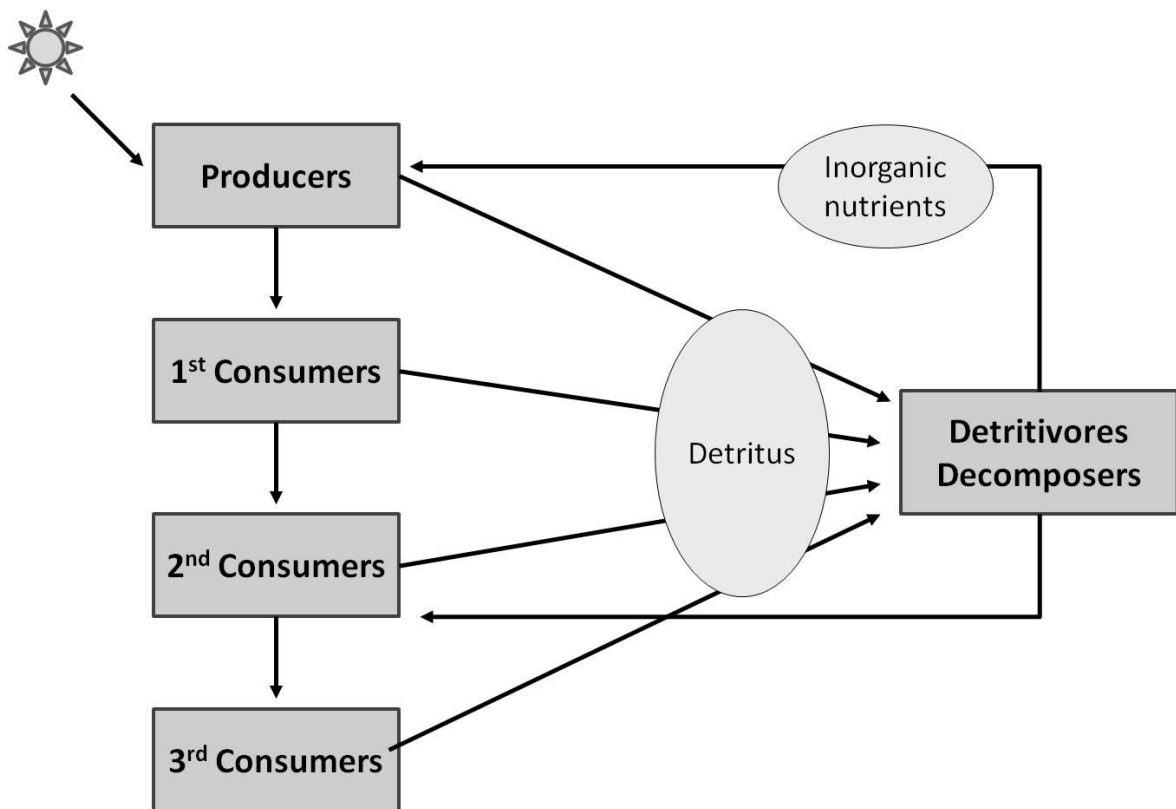 Producers
Inorganic
nutrients
1st Consumers
Detritus
Detritivores
Decomposers
2nd Consumers
3rd Consumers